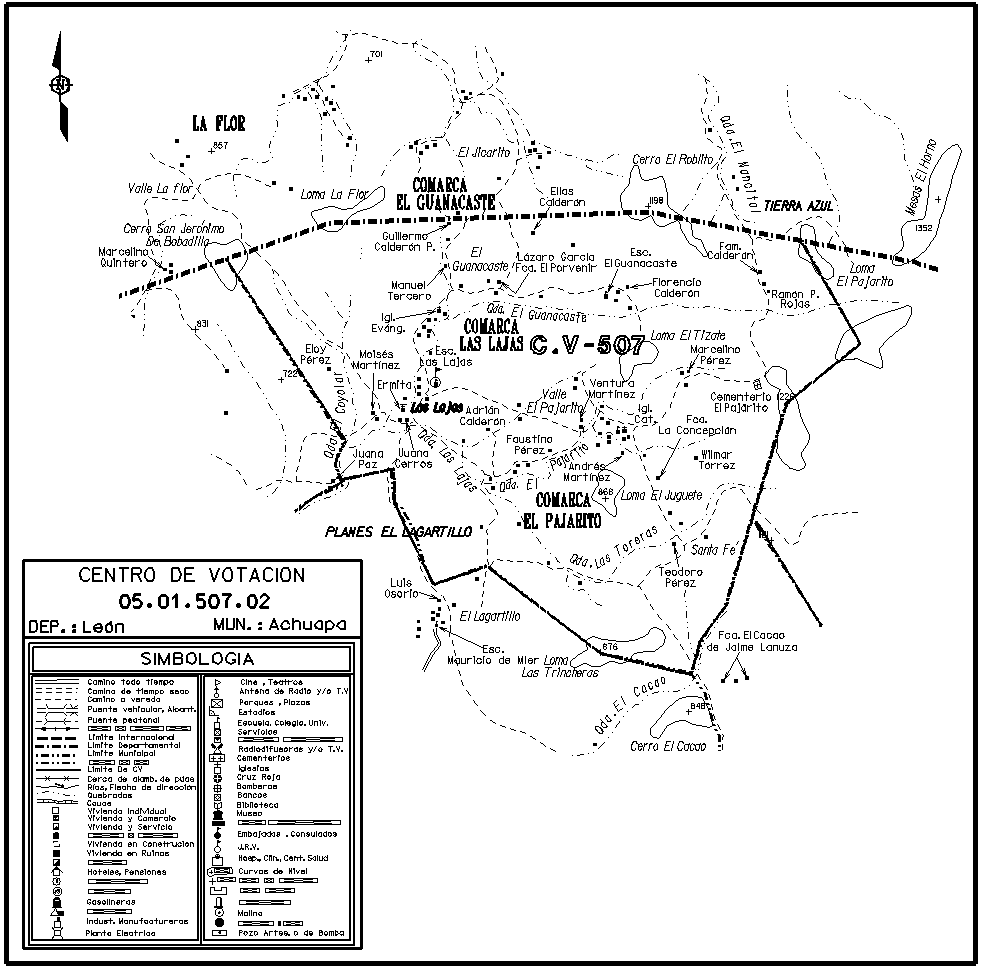 701
LA FLOR
857
El Jicarito
Qda. El Nancital
Cerro El Roblito
Mesas El Horno
Valle La flor
Loma La Flor
COMARCA
EL GUANACASTE
Elias
Calderón
1198
TIERRA AZUL
1352
Cerro San Jerónimo
De Bobadilla
Marcelino
Quintero
Guillermo
Calderón P.
El
Guanacaste
Lázaro García
Fca. El Porvenir
Esc.
El Guanacaste
Fam.
Calderón
Loma
El Pajarito
Manuel
Tercero
Florencio
Calderón
Ramón P.
Rojas
Qda. El Guanacaste
Igl.
Evang.
COMARCA
LAS LAJAS
C.V-507
Loma El Tizate
931
Eloy
Pérez
Moisés
Martínez
Esc.
Las Lajas
Marcelino
Pérez
722
Ermita
Ventura
Martínez
Valle
El Pajarito
Cementerio
El Pajarito
Los Lajas
Adrián
Calderón
Igl.
Cat.
Fca.
La Concepción
Qda. El Coyolar
Qda. Las Lajas
Faustino
Pérez
Juana
Paz
Juana
Cerros
Andrés
Martínez
Wilmar
Torrez
Qda. El Pajarito
868
Loma El Juguete
COMARCA
EL PAJARITO
PLANES EL LAGARTILLO
Qda. Las Toreras
Santa Fe
Teodoro
Pérez
Luis
Osorio
El Lagartillo
Esc.
Mauricio de Mier
Loma
Las Trincheras
876
Fca. El Cacao
de Jaime Lanuza
Qda. El Cacao
848
Cerro El Cacao
CENTRO DE VOTACION
05.01.507.02
DEP.: León MUN.: Achuapa
SIMBOLOGIA
Camino todo tiempo
Camino de tiempo seco
Camino o vereda
Puente vehicular, Alcant.
Puente peatonal
Limite Internacional
Limite Departamental
Limite Municipal
Limite De CV
Cerca de alamb. de puas
Rios, Flecha de dirección
Quebradas
Cauce
Vivienda Individual
Vivienda y Comercio
Vivienda y Servicio
Vivienda en Construcion
Vivienda en Ruinas
Hoteles, Pensiones
Gasolineras
Indust. Manufactureras
Planta Electrica
Cine, Teatros
Antena de Radio y/o T.V
Parques, Plazas
Estadios
Escuela, Colegio, Univ.
Servicios
Radiodifusoras y/o T.V.
Cementerios
Iglesias
Cruz Roja
Bomberos
Bancos
Biblioteca
Museo
Embajadas, Consulados
J.R.V.
Hosp., Clin., Cent. Salud
Curvas de Nivel
Molino
Pozo Artes. o de Bomba